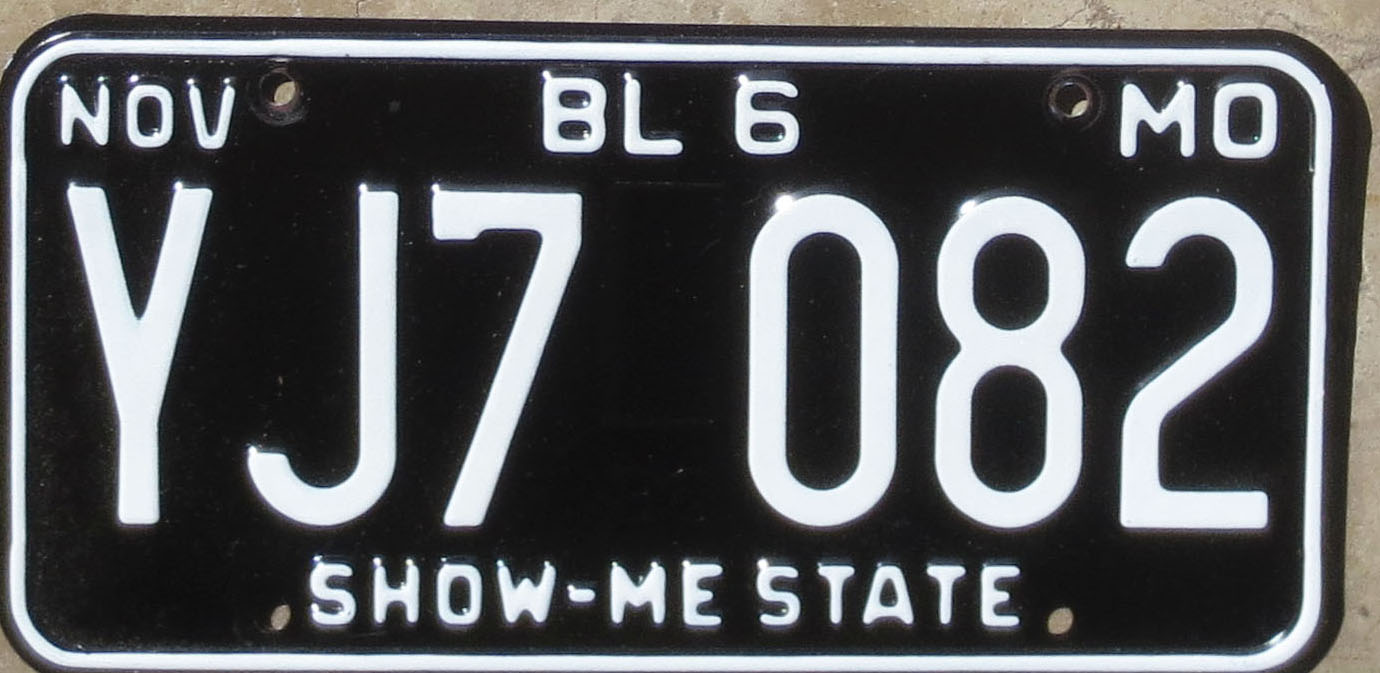 NOV BL 6 MO
YJ7 082
SHOW-ME STATE